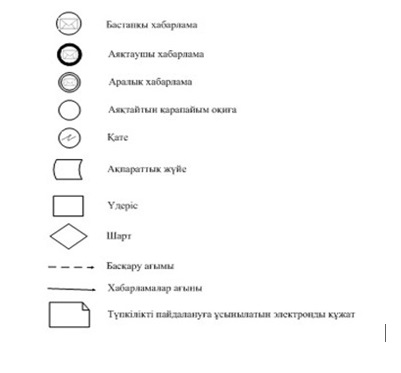 Бастапқы хабарлама
Аяқтаушы хабарлама
Аралық хабарлама
Аяқтайтын қарапайым оқиға
Қате
Ақпараттық жүйе
Үдеріс
Шарт
Басқару ағымы
Хабарламалар ағыны
Түпкілікті пайдалануға ұсынылатын электронды құжат